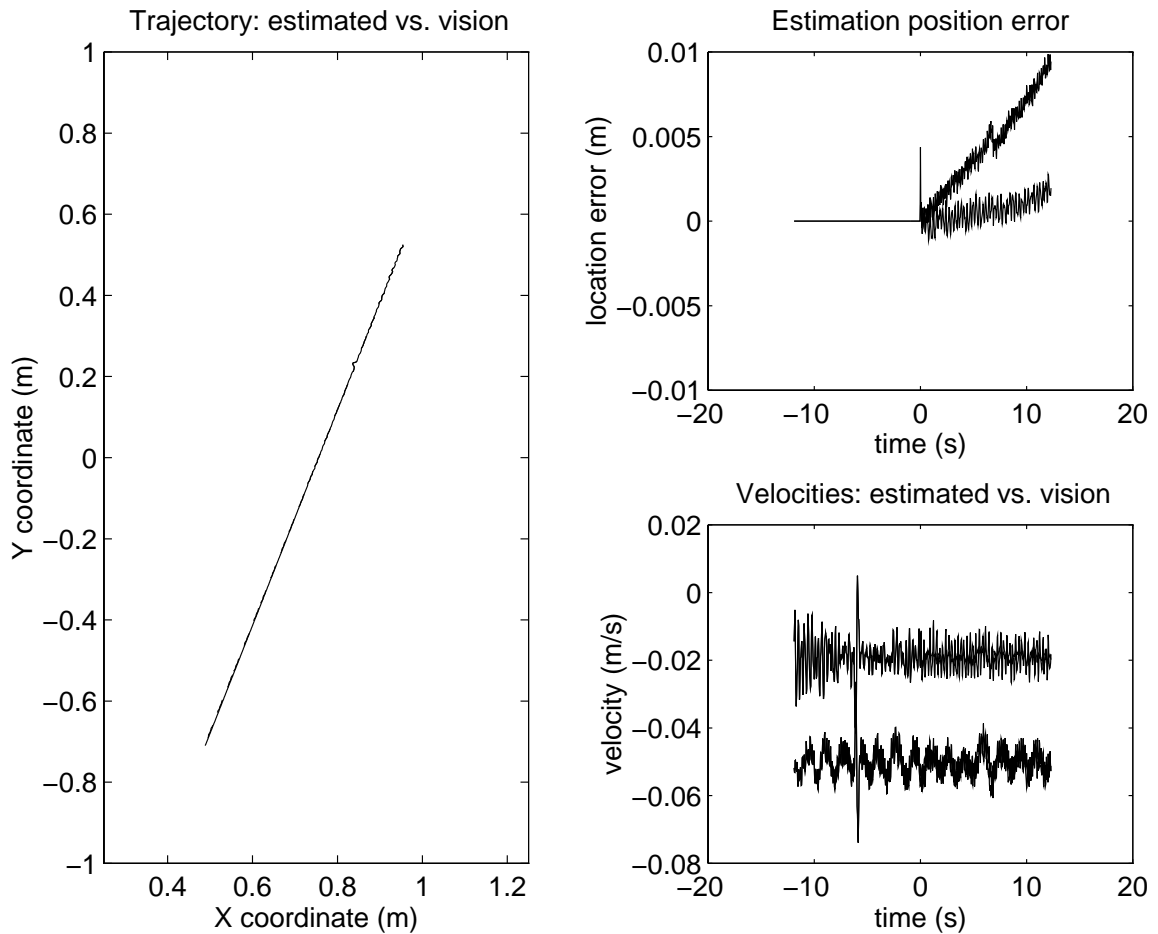 Trajectory: estimated vs. vision
1
0.8
0.6
0.4
0.2
0
−0.2
−0.4
−0.6
−0.8
−1
Y coordinate (m)
0.4 0.6 0.8 1 1.2
X coordinate (m)
Estimation position error
0.01
0.005
0
−0.005
−0.01
location error (m)
−20 −10 0 10 20
time (s)
Velocities: estimated vs. vision
0.02
0
−0.02
−0.04
−0.06
−0.08
velocity (m/s)
−20 −10 0 10 20
time (s)